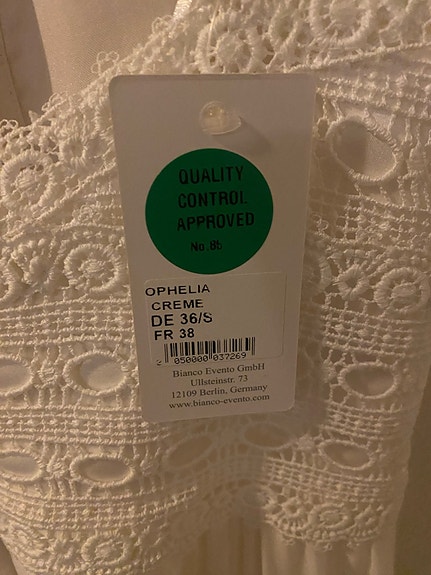 QUALITY
CONTROL
APPROVED
No.8b
OPHELIA
CREME
DE 36/S
FR 38
2 050000 037269
Bianco Evento GmbH
Ullsteinstr. 73
12109 Berlin, Germany
www.bianco-evento.com